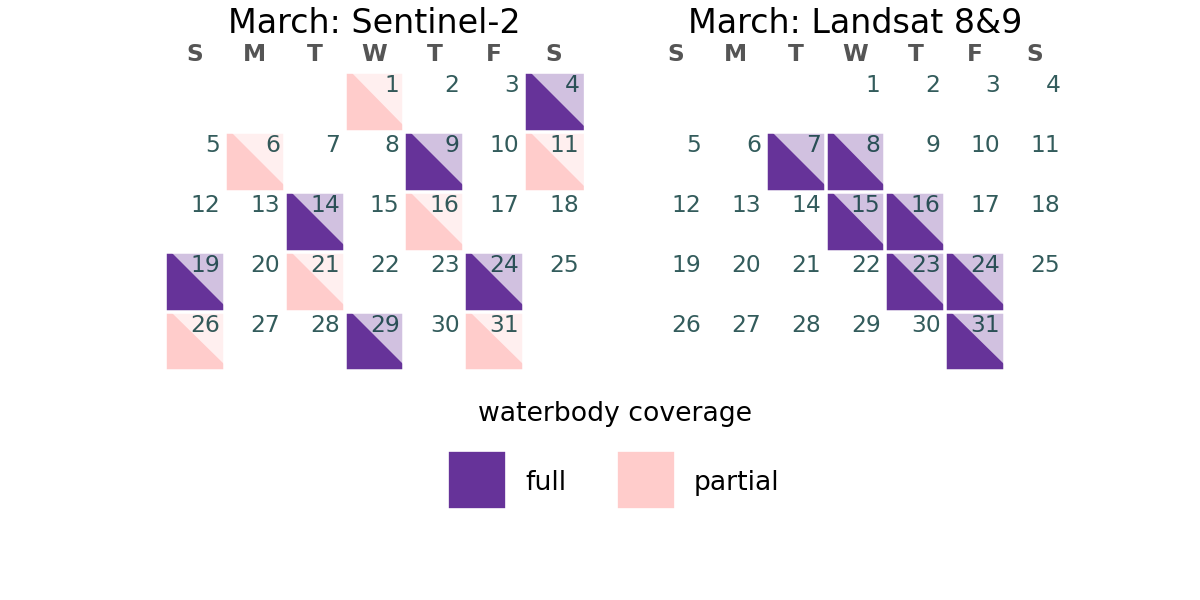 March: Sentinel-2
S M T W T F S
1 2 3 4
5 6 7 8 9 10 11
12 13 14 15 16 17 18
19 20 21 22 23 24 25
26 27 28 29 30 31
March: Landsat 8&9
S M T W T F S
1 2 3 4
5 6 7 8 9 10 11
12 13 14 15 16 17 18
19 20 21 22 23 24 25
26 27 28 29 30 31
waterbody coverage
full partial